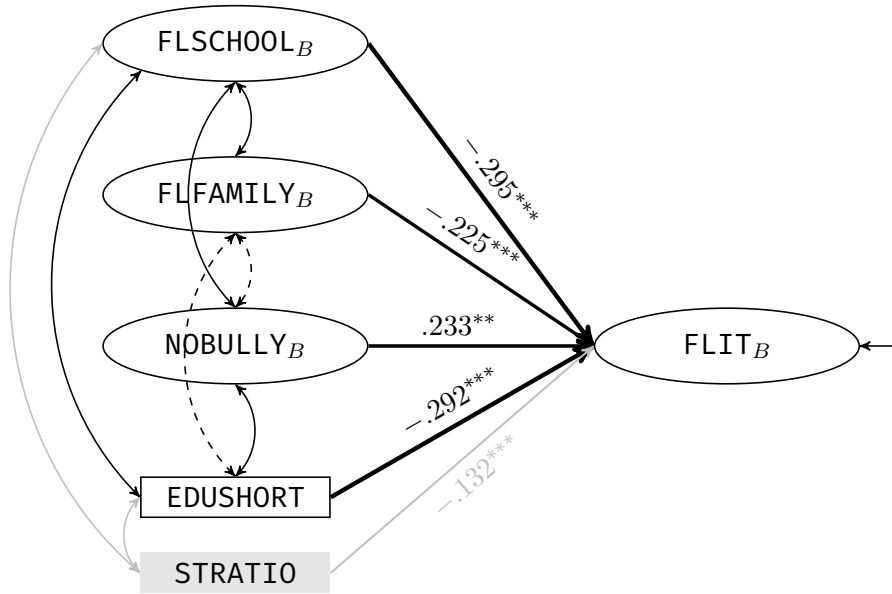 FLSCHOOL_B
−.295***
FLFAMILY_B
−.225***
NOBULLY_B
.233**
FLIT_B
−.292***
−.132***
EDUSHORT
STRATIO